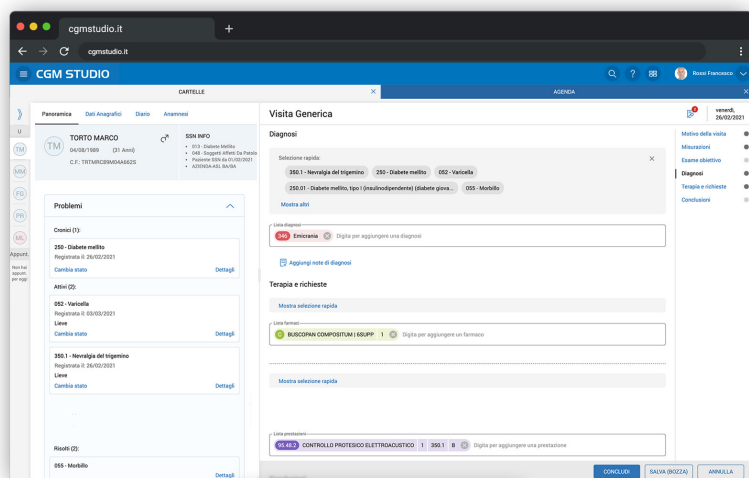 cgmstudio.it
cgmstudio.it
CGM STUDIO
Rossi Francesco
CARTELLE
AGENDA
U
TM
MM
FG
PR
ML
Appunt.
Non hai
appunt.
per oggi
Panoramica Dati Anagrafici Diario Anamnesi
TM
TORTO MARCO
04/08/1989 (31 Anni)
C.F.: TRTMRC89M04A662S
SSN INFO
013 - Diabete Mellito
048 - Soggetti Affetti Da Patolo
Paziente SSN da 01/02/2021
AZIENDA-ASL BA/BA
Problemi
Cronici (1):
250 - Diabete mellito
Registrata il: 26/02/2021
Cambia stato Dettagli
Attivi (2):
052 - Varicella
Registrata il: 03/03/2021
Lieve
Cambia stato Dettagli
350.1 - Nevralgia del trigemino
Registrata il: 26/02/2021
Lieve
Cambia stato Dettagli
Risolti (2):
055 - Morbillo
Dettagli
Visita Generica
venerdì,
26/02/2021
Diagnosi
Selezione rapida:
350.1 - Nevralgia del trigemino 250 - Diabete mellito 052 - Varicella
250.01 - Diabete mellito, tipo I (insulinodipendente) (diabete giova... 055 - Morbillo
Mostra altri
Lista diagnosi
346 Emicrania Digita per aggiungere una diagnosi
Aggiungi note di diagnosi
Terapia e richieste
Mostra selezione rapida
Lista farmaci
C BUSCOPAN COMPOSITUM | 6SUPP 1 Digita per aggiungere un farmaco
Mostra selezione rapida
Lista prestazioni
95.48.2 CONTROLLO PROTESICO ELETTROACUSTICO 1 350.1 B Digita per aggiungere una prestazione
Motivo della visita
Misurazioni
Esame obiettivo
Diagnosi
Terapia e richieste
Conclusioni
CONCLUDI SALVA (BOZZA) ANNULLA